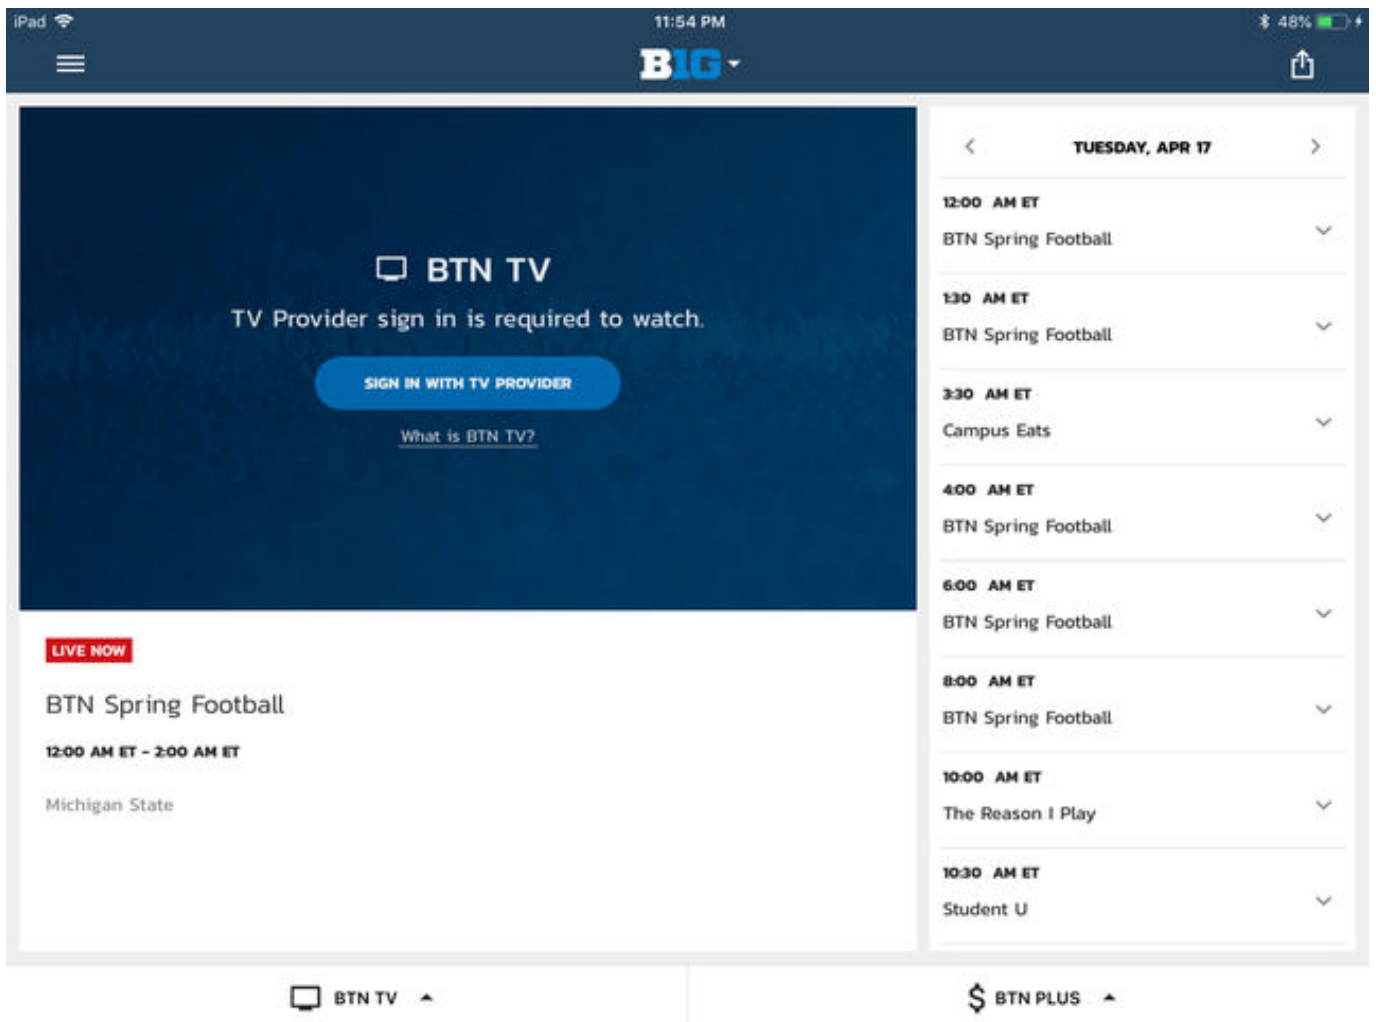 iPad 11:54 PM 48%
B1G
BTN TV
TV Provider sign in is required to watch.
SIGN IN WITH TV PROVIDER
What is BTN TV?
LIVE NOW
BTN Spring Football
12:00 AM ET - 2:00 AM ET
Michigan State
TUESDAY, APR 17
12:00 AM ET
BTN Spring Football
1:30 AM ET
BTN Spring Football
3:30 AM ET
Campus Eats
4:00 AM ET
BTN Spring Football
6:00 AM ET
BTN Spring Football
8:00 AM ET
BTN Spring Football
10:00 AM ET
The Reason I Play
10:30 AM ET
Student U
BTN TV
$ BTN PLUS